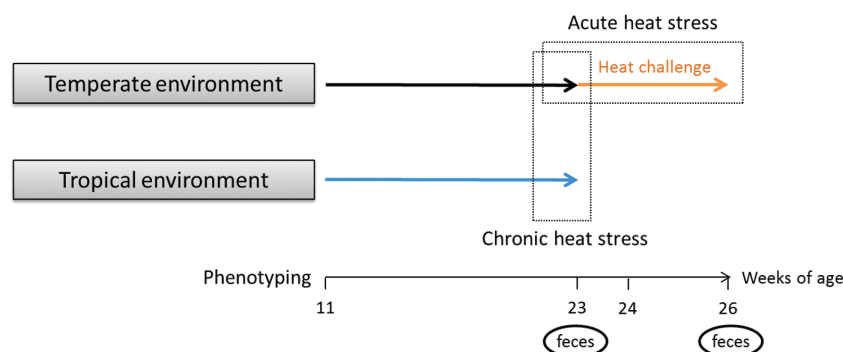 Acute heat stress
Temperate environment
Heat challenge
Tropical environment
Chronic heat stress
Phenotyping
Weeks of age
11 23 24 26
feces feces